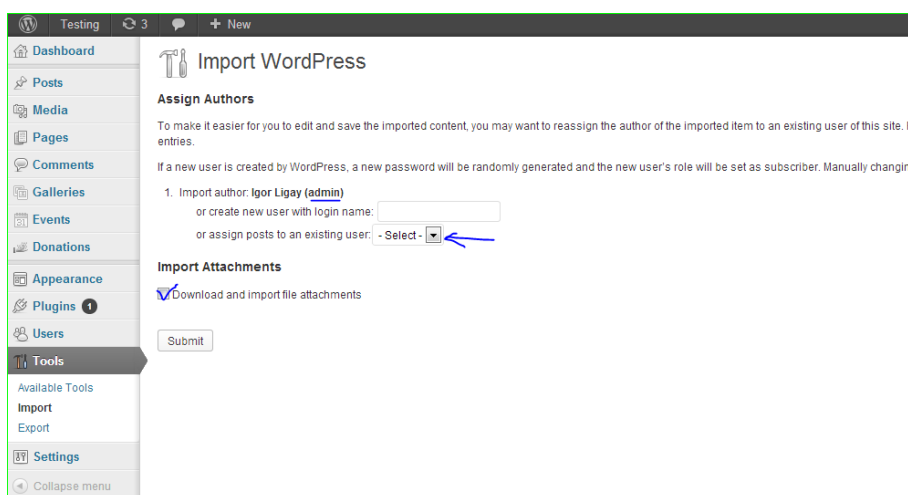 Testing 3 + New
Dashboard
Posts
Media
Pages
Comments
Galleries
Events
Donations
Appearance
Plugins 1
Users
Tools
Available Tools
Import
Export
Settings
Collapse menu
Import WordPress
Assign Authors
To make it easier for you to edit and save the imported content, you may want to reassign the author of the imported item to an existing user of this site.
entries.
If a new user is created by WordPress, a new password will be randomly generated and the new user's role will be set as subscriber. Manually changin
1. Import author: Igor Ligay (admin)
or create new user with login name:
or assign posts to an existing user: - Select -
Import Attachments
Download and import file attachments
Submit